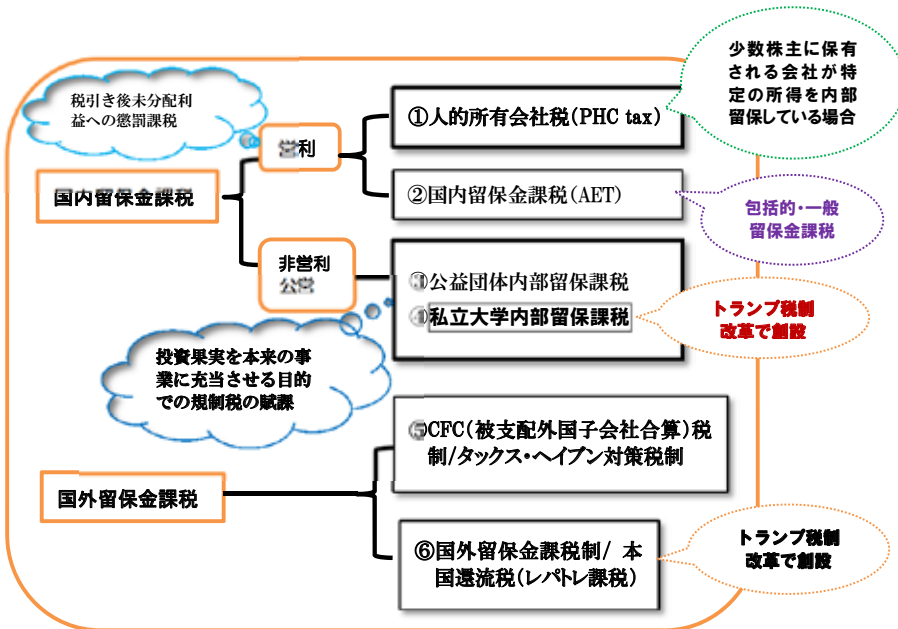 少数株主に保有
される会社が特
定の所得を内部
留保している場合
税引き後未分配利
益への懲罰課税
営利
①人的所有会社税(PHC tax)
国内留保金課税
②国内留保金課税(AET)
包括的・一般
留保金課税
非営利
公営
③公益団体内部留保課税
④私立大学内部留保課税
トランプ税制
改革で創設
投資果実を本来の事
業に充当させる目的
での規制税の賦課
⑤CFC(被支配外国子会社合算)税
制/タックス・ヘイブン対策税制
国外留保金課税
⑥国外留保金課税制/ 本
国還流税(レパトレ課税)
トランプ税制
改革で創設